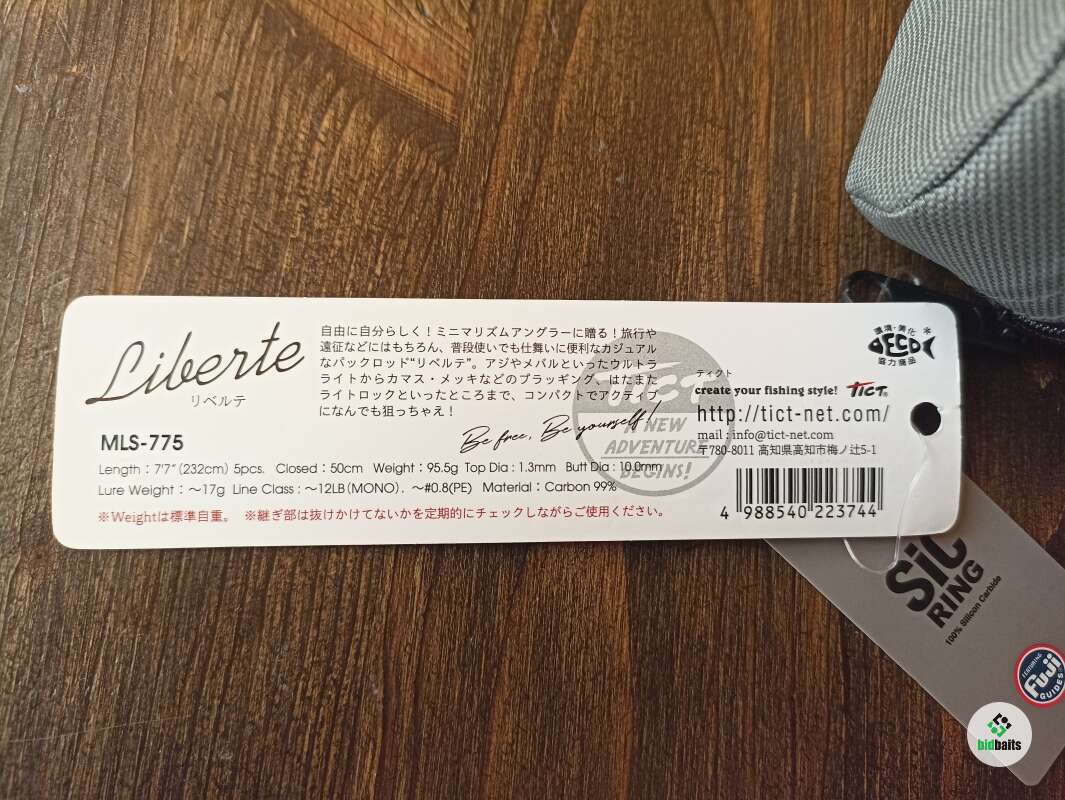 Liberte
リベルテ
自由に自分らしく！ミニマリズムアングラーに贈る！旅行や
遠征などにはもちろん、普段使いでも仕舞いに便利なカジュアル
なパックロッド“リベルテ”。アジやメバルといったウルトラ
ライトからカマス・メッキなどのプラッギング、はたまた
ライトロックといったところまで、コンパクトでアクティブ
になんでも狙っちゃえ！
Be free, Be yourself!
TICT
A NEW
ADVENTURE
BEGINS!
MLS-775
Length : 7'7" (232cm) 5pcs. Closed : 50cm Weight : 95.5g Top Dia : 1.3mm Butt Dia : 10.0mm
Lure Weight : 〜17g Line Class : 〜12LB (MONO) . 〜#0.8 (PE) Material : Carbon 99%
※Weightは標準自重。 ※継ぎ部は抜けかけてないかを定期的にチェックしながらご使用ください。
環境・美化
DECO
協力商品
ティクト
create your fishing style! TICT®
http://tict-net.com/
mail : info@tict-net.com
〒780-8011 高知県高知市梅ノ辻5-1
4 988540 223744
SiC
RING
100% Silicon Carbide
FEATURING
Fuji
GUIDES
bidbaits